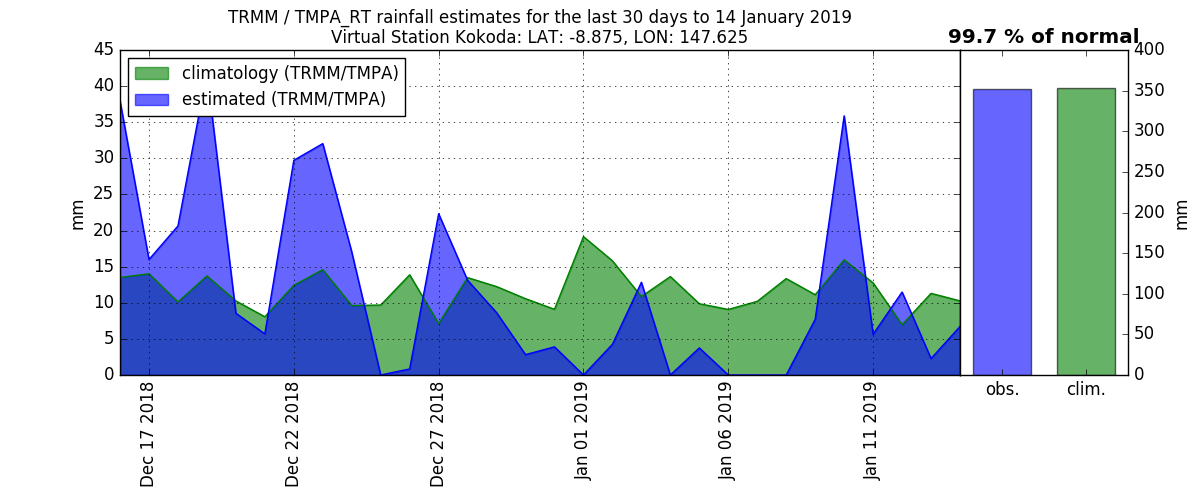 TRMM / TMPA_RT rainfall estimates for the last 30 days to 14 January 2019
Virtual Station Kokoda: LAT: -8.875, LON: 147.625
99.7 % of normal
climatology (TRMM/TMPA)
estimated (TRMM/TMPA)
45
40
35
30
25
20
15
10
5
0
mm
Dec 17 2018
Dec 22 2018
Dec 27 2018
Jan 01 2019
Jan 06 2019
Jan 11 2019
obs.
clim.
400
350
300
250
200
150
100
50
0
mm